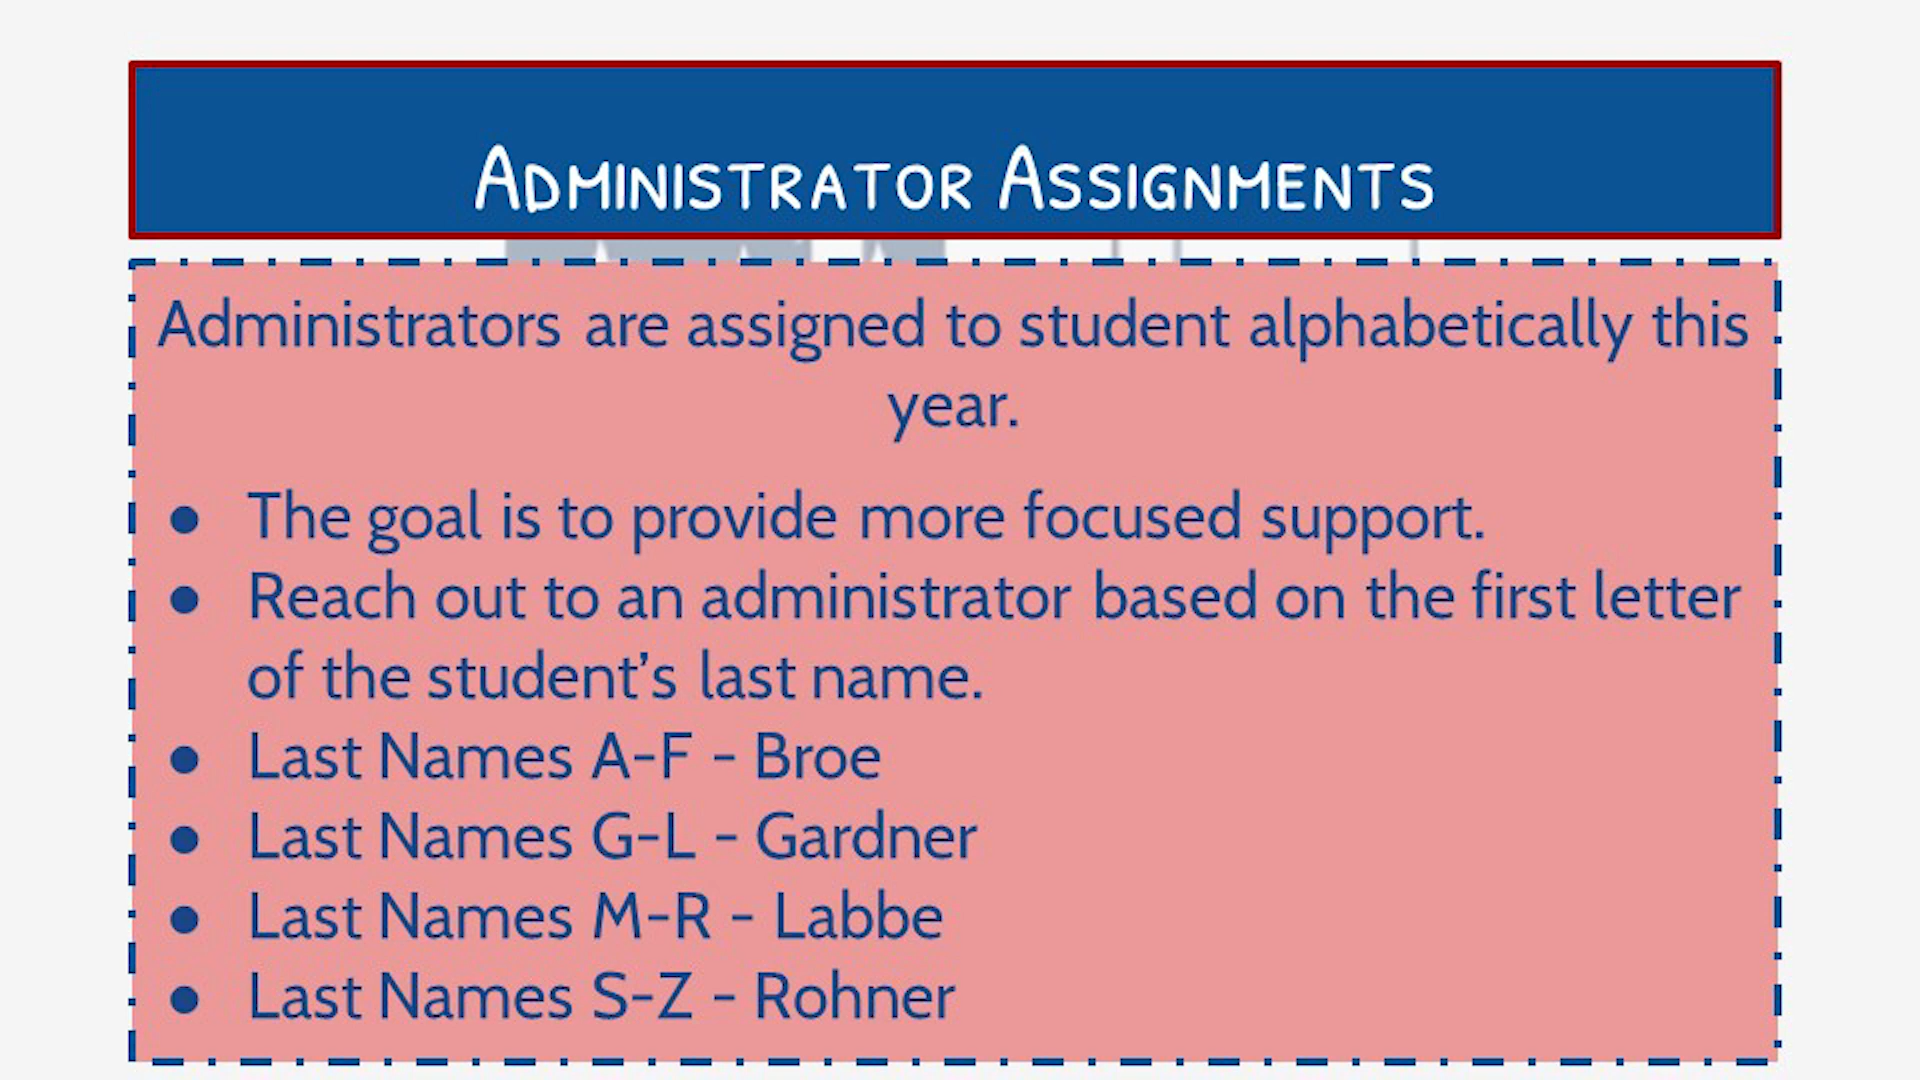 Administrator Assignments
Administrators are assigned to student alphabetically this
year.
● The goal is to provide more focused support.
● Reach out to an administrator based on the first letter
of the student's last name.
● Last Names A-F - Broe
● Last Names G-L - Gardner
● Last Names M-R - Labbe
● Last Names S-Z - Rohner